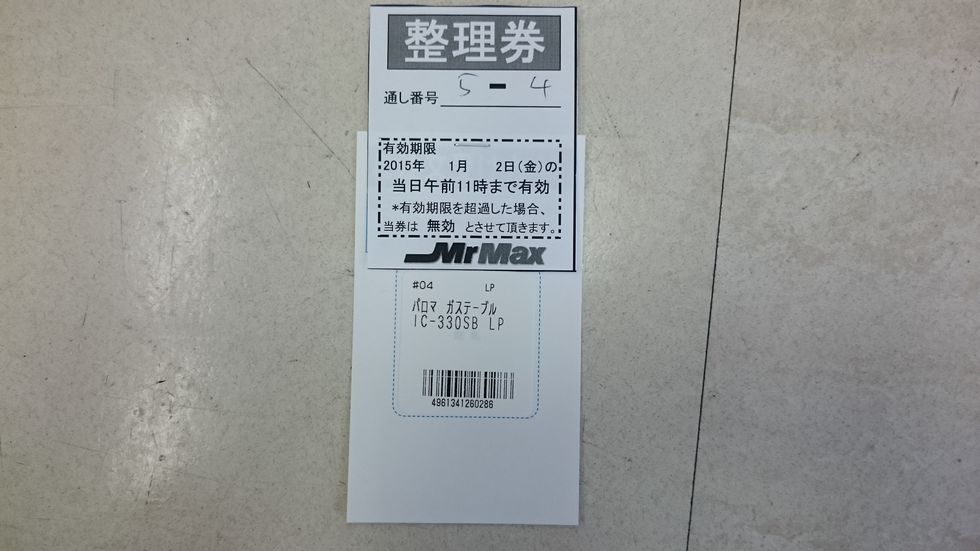 整理券
通し番号 5 - 4
有効期限
2015年 1月 2日(金)の
当日午前11時まで有効
*有効期限を超過した場合、
当券は 無効 とさせて頂きます。
MrMax
#04 LP
パロマ ガステーブル
IC-330SB LP
4961341260286